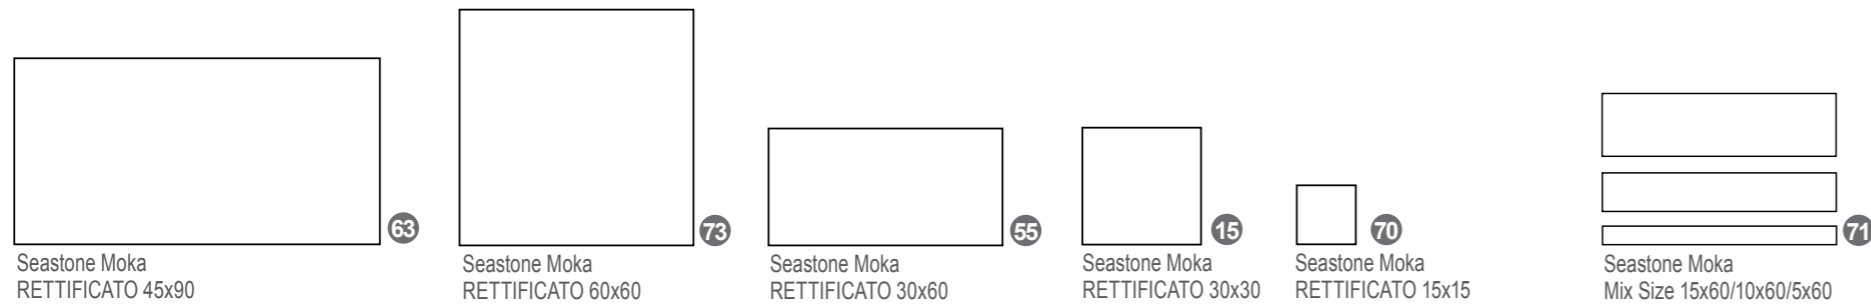 63
Seastone Moka
RETTIFICATO 45x90
73
Seastone Moka
RETTIFICATO 60x60
55
Seastone Moka
RETTIFICATO 30x60
15
Seastone Moka
RETTIFICATO 30x30
70
Seastone Moka
RETTIFICATO 15x15
71
Seastone Moka
Mix Size 15x60/10x60/5x60